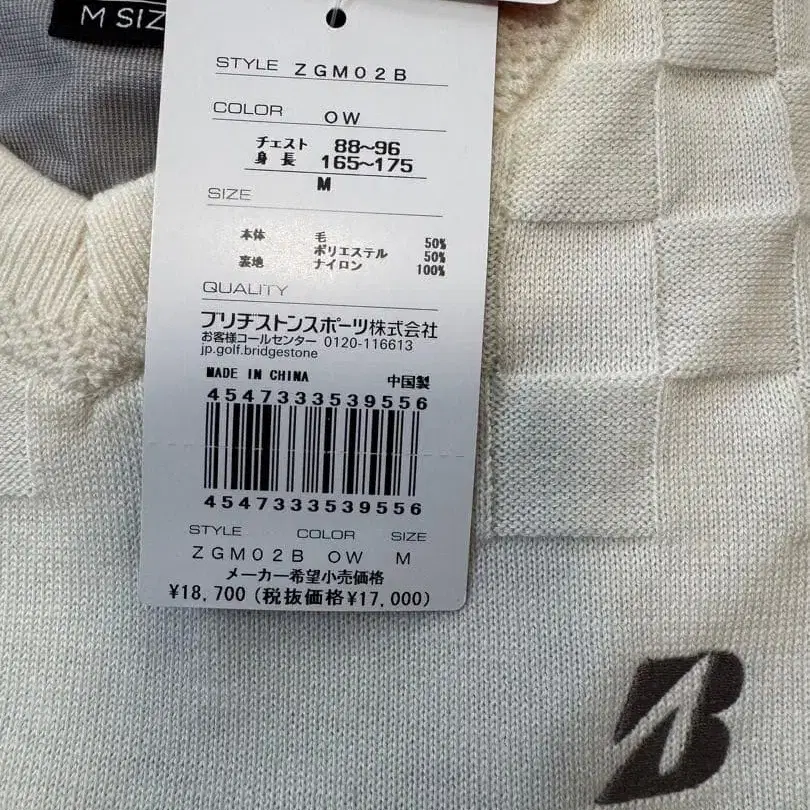 M SIZ
STYLE ZGM02B
COLOR OW
チェスト 88~96
身長 165~175
M
SIZE
本体 毛 50%
ポリエステル 50%
裏地 ナイロン 100%
QUALITY
ブリヂストンスポーツ株式会社
お客様コールセンター 0120-116613
jp.golf.bridgestone
MADE IN CHINA 中国製
4547333539556
4547333539556
STYLE COLOR SIZE
ZGM02B OW M
メーカー希望小売価格
¥18,700 (税抜価格¥17,000)
B